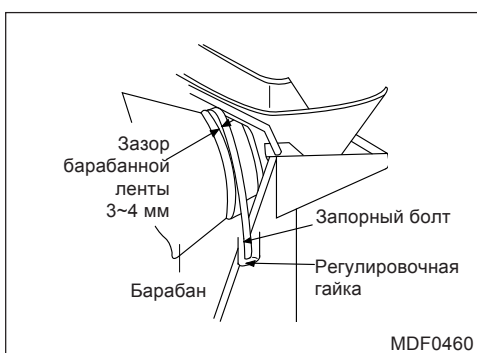 Зазор
барабанной
ленты
3~4 мм
Запорный болт
Регулировочная
гайка
Барабан
MDF0460